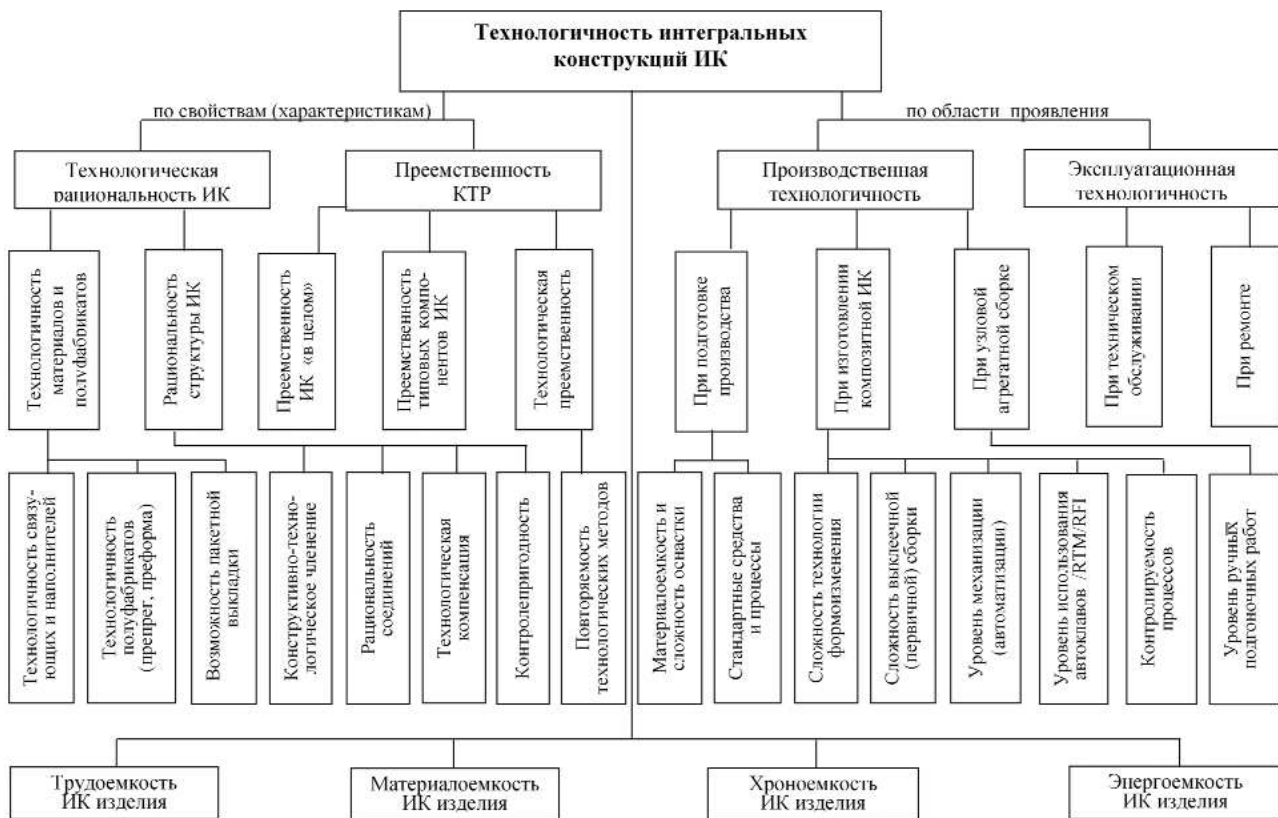 Технологичность интегральных
конструкций ИК
по свойствам (характеристикам)
по области проявления
Технологическая
рациональность ИК
Преемственность
КТР
Производственная
технологичность
Эксплуатационная
технологичность
Технологичность
материалов и
полуфабрикатов
Рациональность
структуры ИК
Преемственность
ИК «в целом»
Преемственность
типовых компо-
нентов ИК
Технологическая
преемственность
При подготовке
производства
При изготовлении
композитной ИК
При узловой
агрегатной сборке
При техническом
обслуживании
При ремонте
Технологичность связу-
ющих и наполнителей
Технологичность
полуфабрикатов
(препрег, преформа)
Возможность пакетной
выкладки
Конструктивно-техно-
логическое членение
Рациональность
соединений
Технологическая
компенсация
Контролепригодность
Повторяемость
технологических методов
Материалоемкость и
сложность оснастки
Стандартные средства
и процессы
Сложность технологии
формоизменения
Сложность выклеечной
(первичной) сборки
Уровень механизации
(автоматизации)
Уровень использования
автоклавов /RTM/RFI
Контролируемость
процессов
Уровень ручных
подгоночных работ
Трудоемкость
ИК изделия
Материалоемкость
ИК изделия
Хроноемкость
ИК изделия
Энергоемкость
ИК изделия